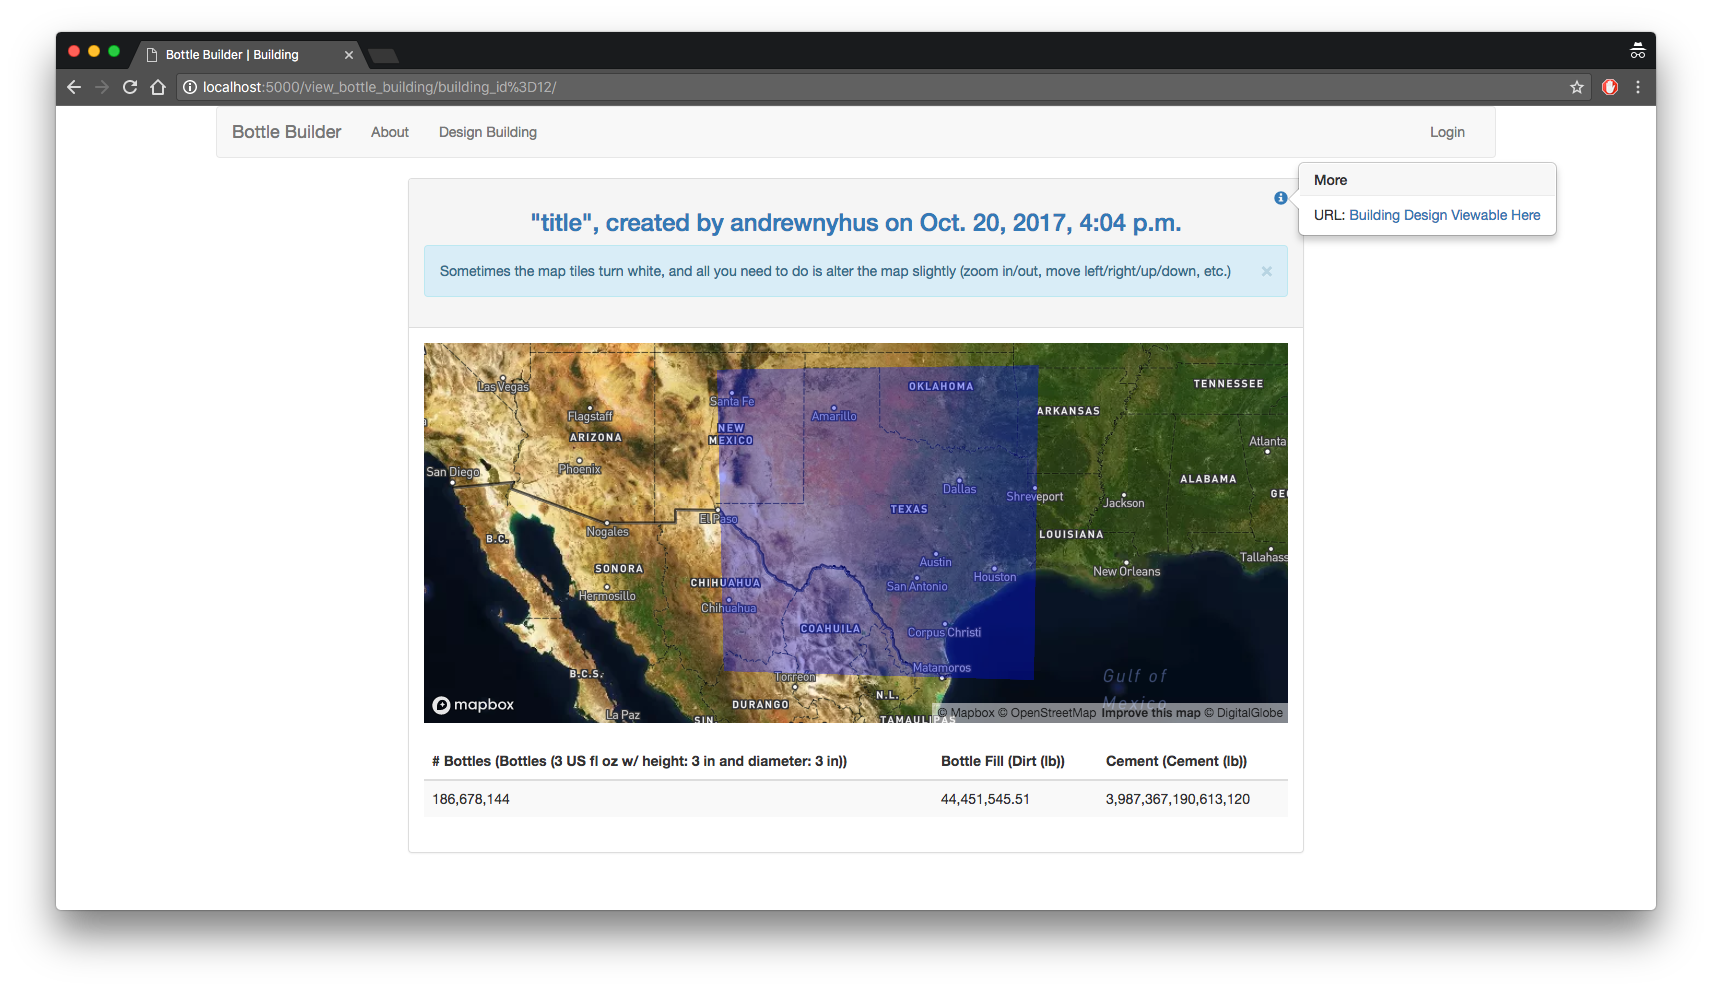 Bottle Builder | Building
localhost:5000/view_bottle_building/building_id%3D12/
Bottle Builder About Design Building Login
More
URL: Building Design Viewable Here
"title", created by andrewnyhus on Oct. 20, 2017, 4:04 p.m.
Sometimes the map tiles turn white, and all you need to do is alter the map slightly (zoom in/out, move left/right/up/down, etc.) ×
Las Vegas
OKLAHOMA
TENNESSEE
Santa Fe
Flagstaff
Amarillo
ARKANSAS
ARIZONA
NEW
MEXICO
Atlanta
San Diego
Phoenix
ALABAMA
Dallas
Shreveport
GE
Jackson
TEXAS
El Paso
Nogales
LOUISIANA
B.C.
Tallahass
Austin
SONORA
New Orleans
Houston
CHIHUAHUA
San Antonio
Hermosillo
Chihuahua
COAHUILA
Corpus Christi
Matamoros
B.C.S.
Torreón
Gulf of
Mexico
N.L.
DURANGO
mapbox
La Paz
SIN.
TAMAULIPAS
© Mapbox © OpenStreetMap Improve this map © DigitalGlobe
# Bottles (Bottles (3 US fl oz w/ height: 3 in and diameter: 3 in)) Bottle Fill (Dirt (lb)) Cement (Cement (lb))
186,678,144 44,451,545.51 3,987,367,190,613,120